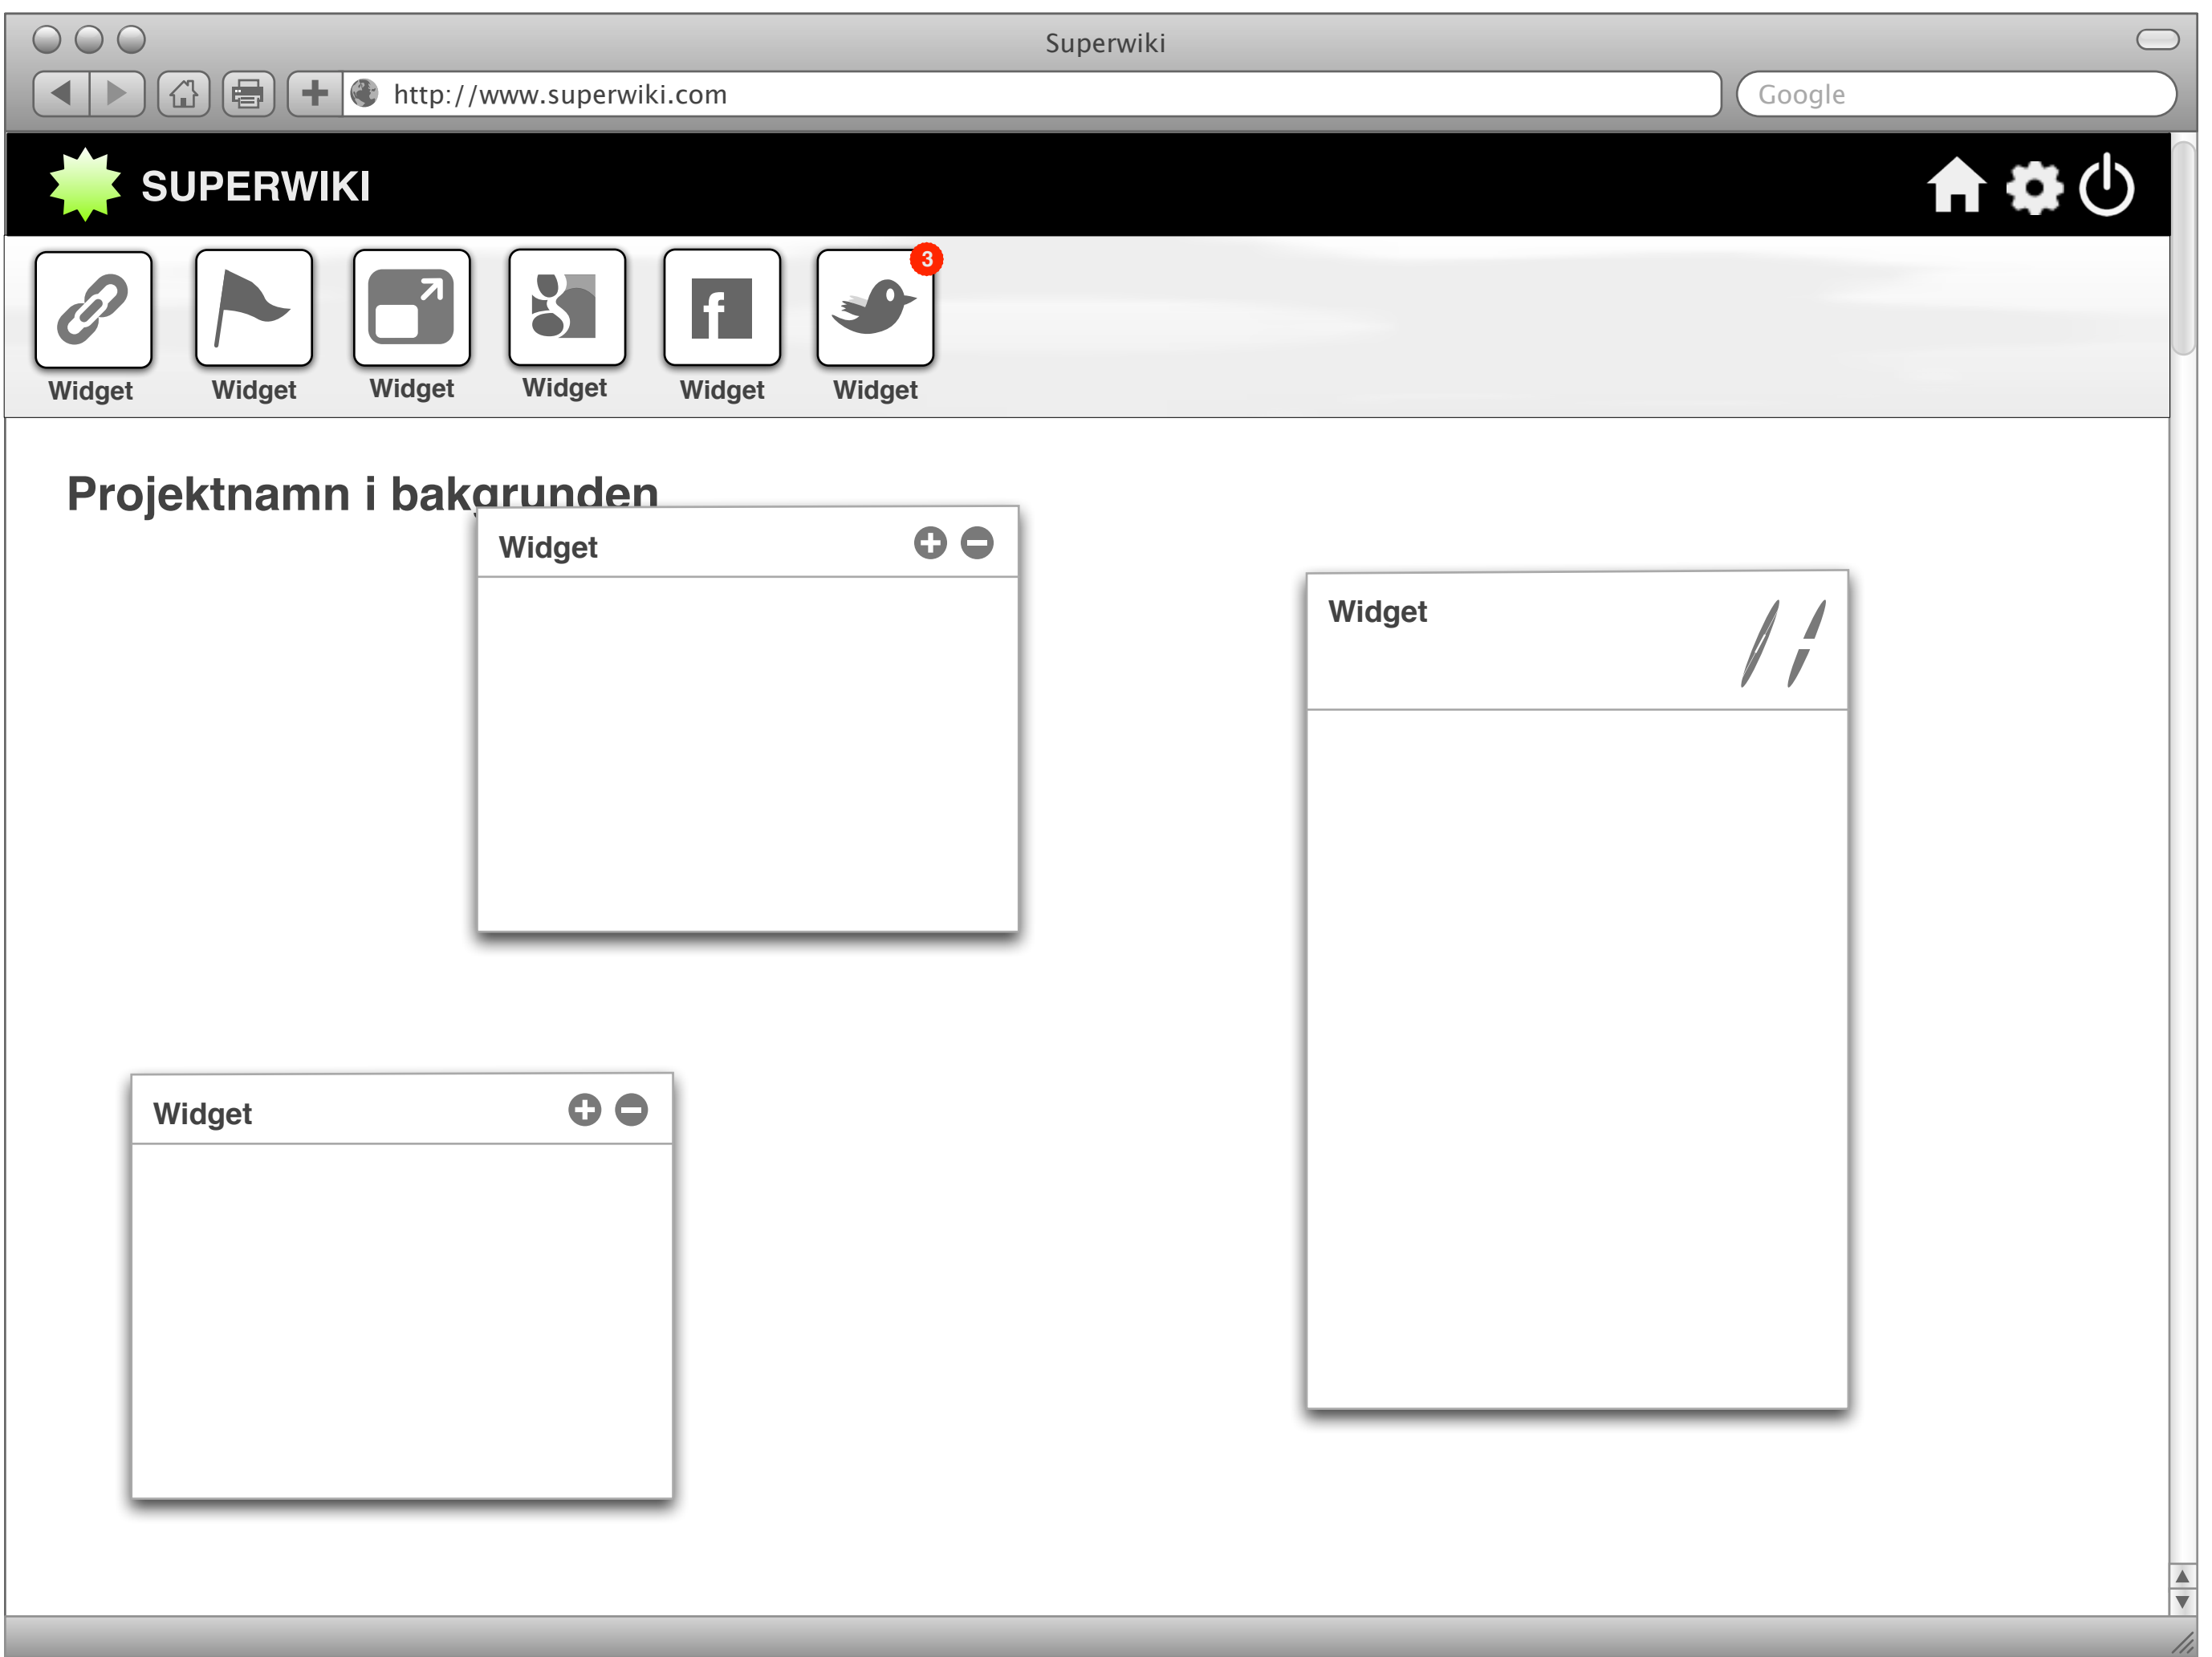 Superwiki
http://www.superwiki.com
Google
SUPERWIKI
3
Widget Widget Widget Widget Widget Widget
Projektnamn i bakgrunden
Widget
Widget
Widget